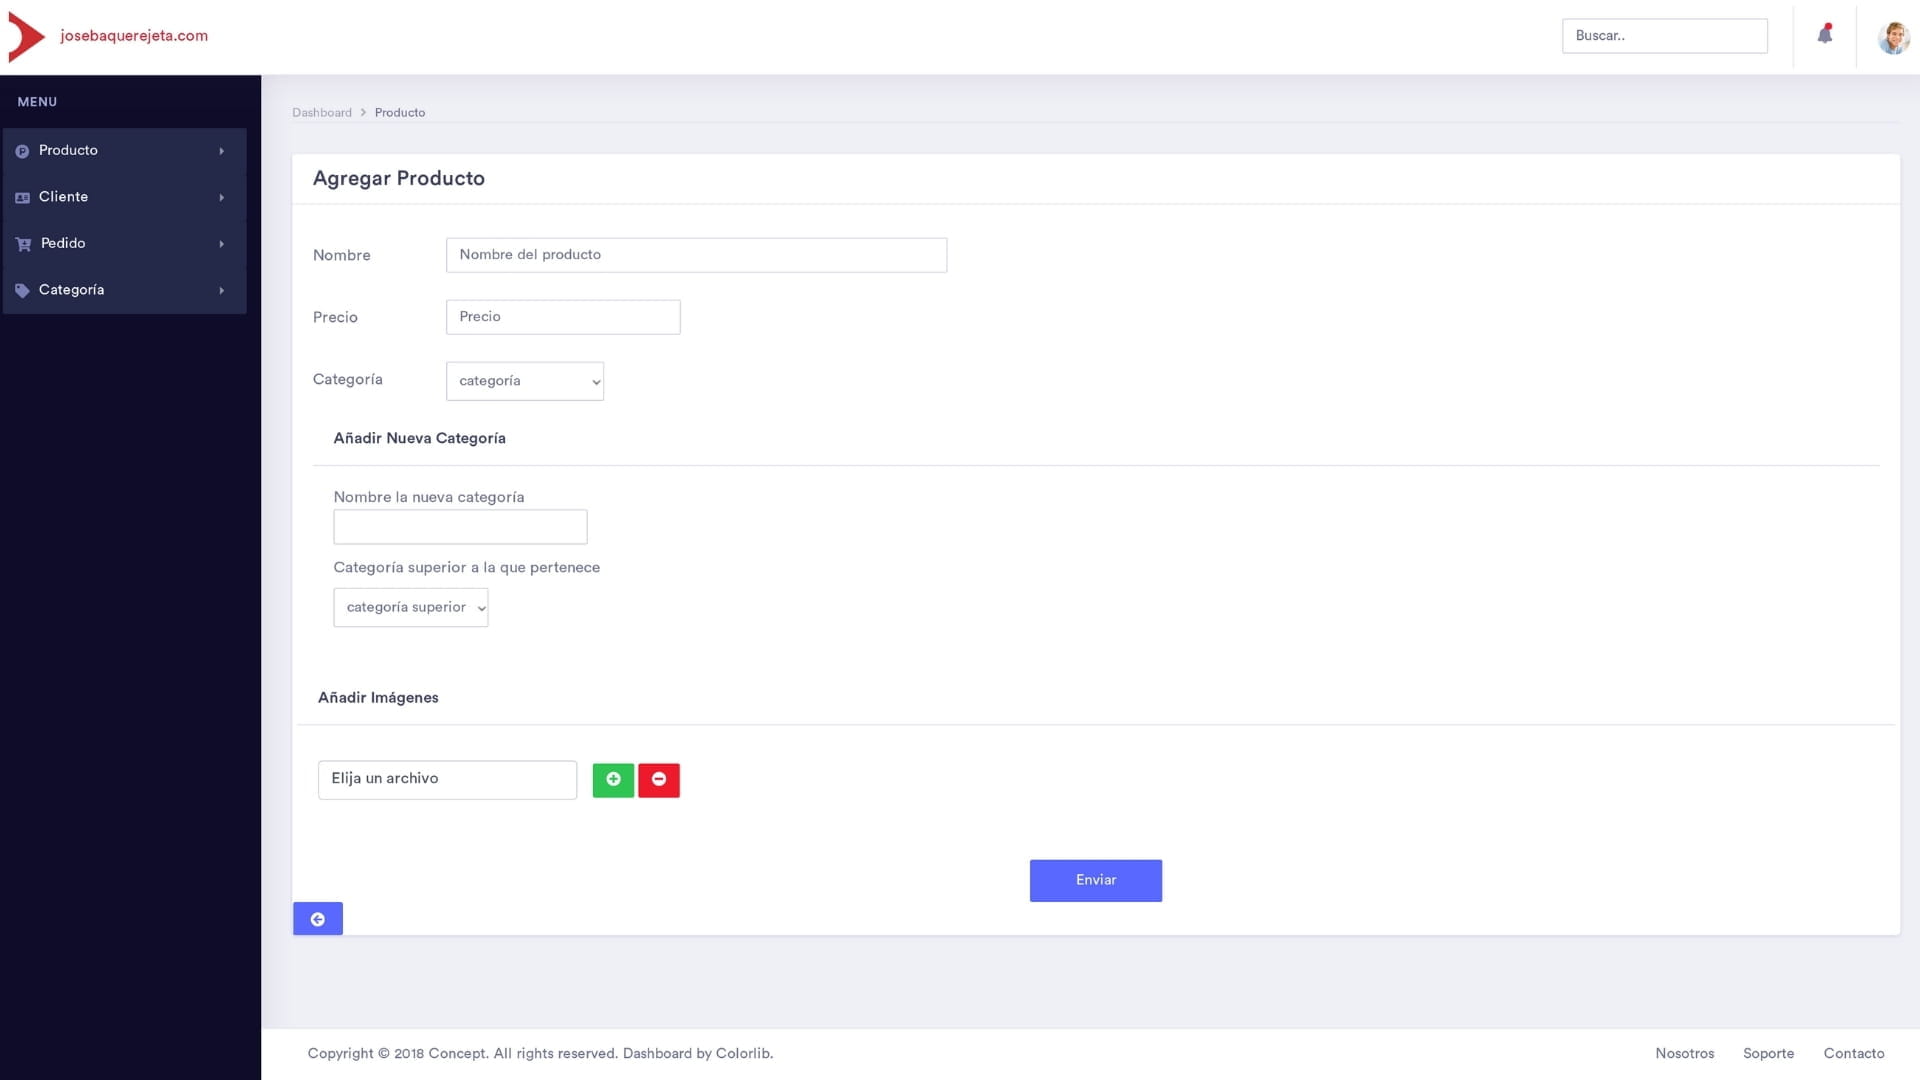 josebaquerejeta.com
Buscar..
MENU
Producto
Cliente
Pedido
Categoría
Dashboard > Producto
Agregar Producto
Nombre
Nombre del producto
Precio
Precio
Categoría
categoría
Añadir Nueva Categoría
Nombre la nueva categoría
Categoría superior a la que pertenece
categoría superior
Añadir Imágenes
Elija un archivo
Enviar
Copyright © 2018 Concept. All rights reserved. Dashboard by Colorlib.
Nosotros Soporte Contacto